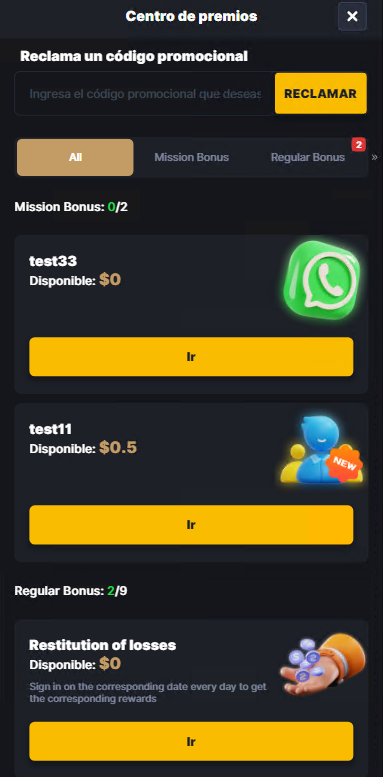 Centro de premios
Reclama un código promocional
Ingresa el código promocional que deseas
RECLAMAR
All
Mission Bonus
Regular Bonus
2
»
Mission Bonus: 0/2
test33
Disponible: $0
Ir
test11
Disponible: $0.5
NEW
Ir
Regular Bonus: 2/9
Restitution of losses
Disponible: $0
Sign in on the corresponding date every day to get
the corresponding rewards
Ir